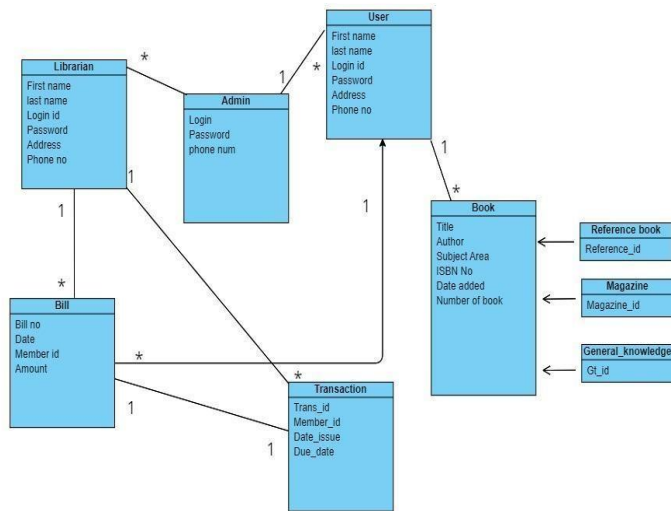 User
First name
last name
Login id
Password
Address
Phone no
Librarian
First name
last name
Login id
Password
Address
Phone no
Admin
Login
Password
phone num
Book
Title
Author
Subject Area
ISBN No
Date added
Number of book
Reference book
Reference_id
Magazine
Magazine_id
General_knowledge
Gt_id
Bill
Bill no
Date
Member id
Amount
Transaction
Trans_id
Member_id
Date_issue
Due_date
*
*
1
*
1
*
1
1
*
1
*
*
1
1